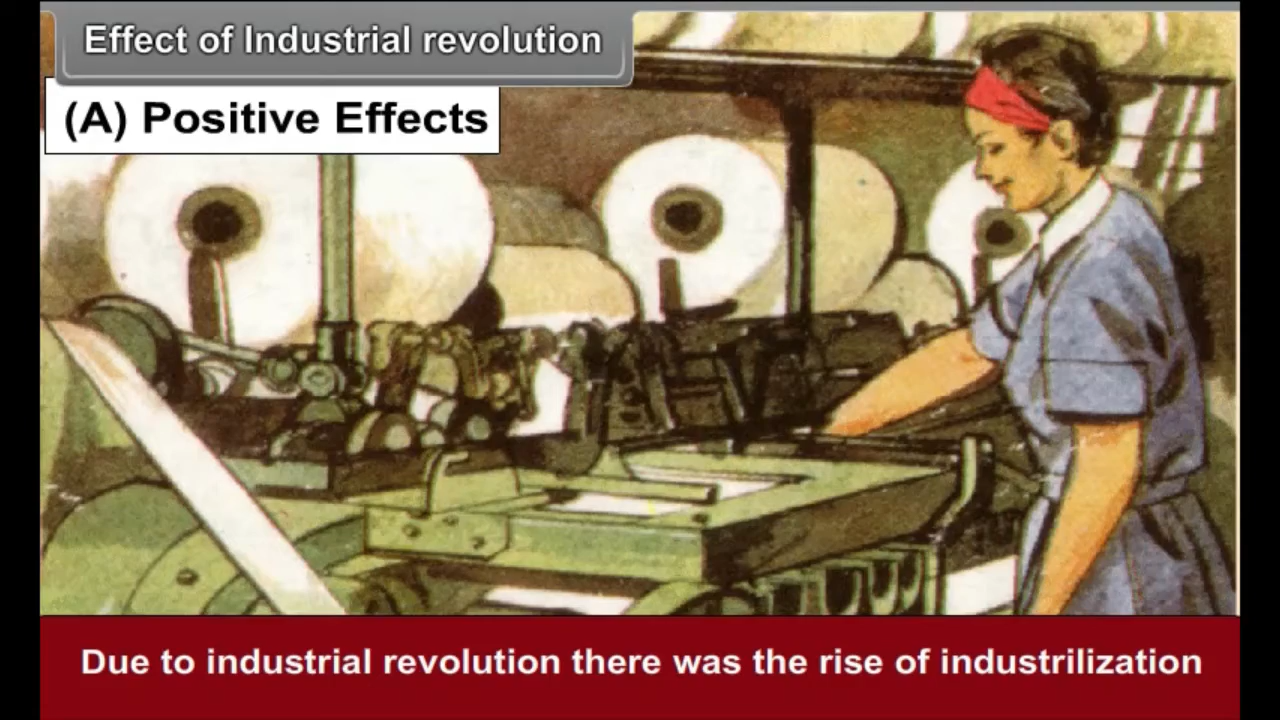 Effect of Industrial revolution
(A) Positive Effects
Due to industrial revolution there was the rise of industrilization